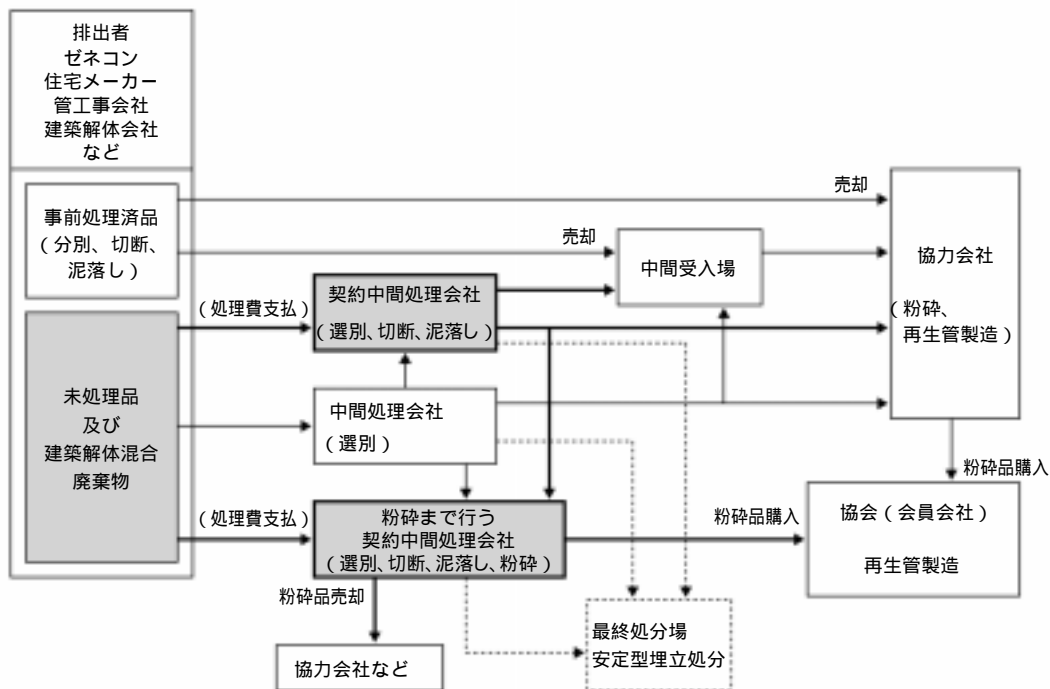 排出者
ゼネコン
住宅メーカー
管工事会社
建築解体会社
など
事前処理済品
(分別、切断、
泥落し)
未処理品
及び
建築解体混合
廃棄物
売却
売却
中間受入場
協力会社
(粉砕、
再生管製造)
(処理費支払)
契約中間処理会社
(選別、切断、泥落し)
中間処理会社
(選別)
(処理費支払)
粉砕まで行う
契約中間処理会社
(選別、切断、泥落し、粉砕)
粉砕品購入
粉砕品購入
協会(会員会社)
再生管製造
粉砕品売却
協力会社など
最終処分場
安定型埋立処分